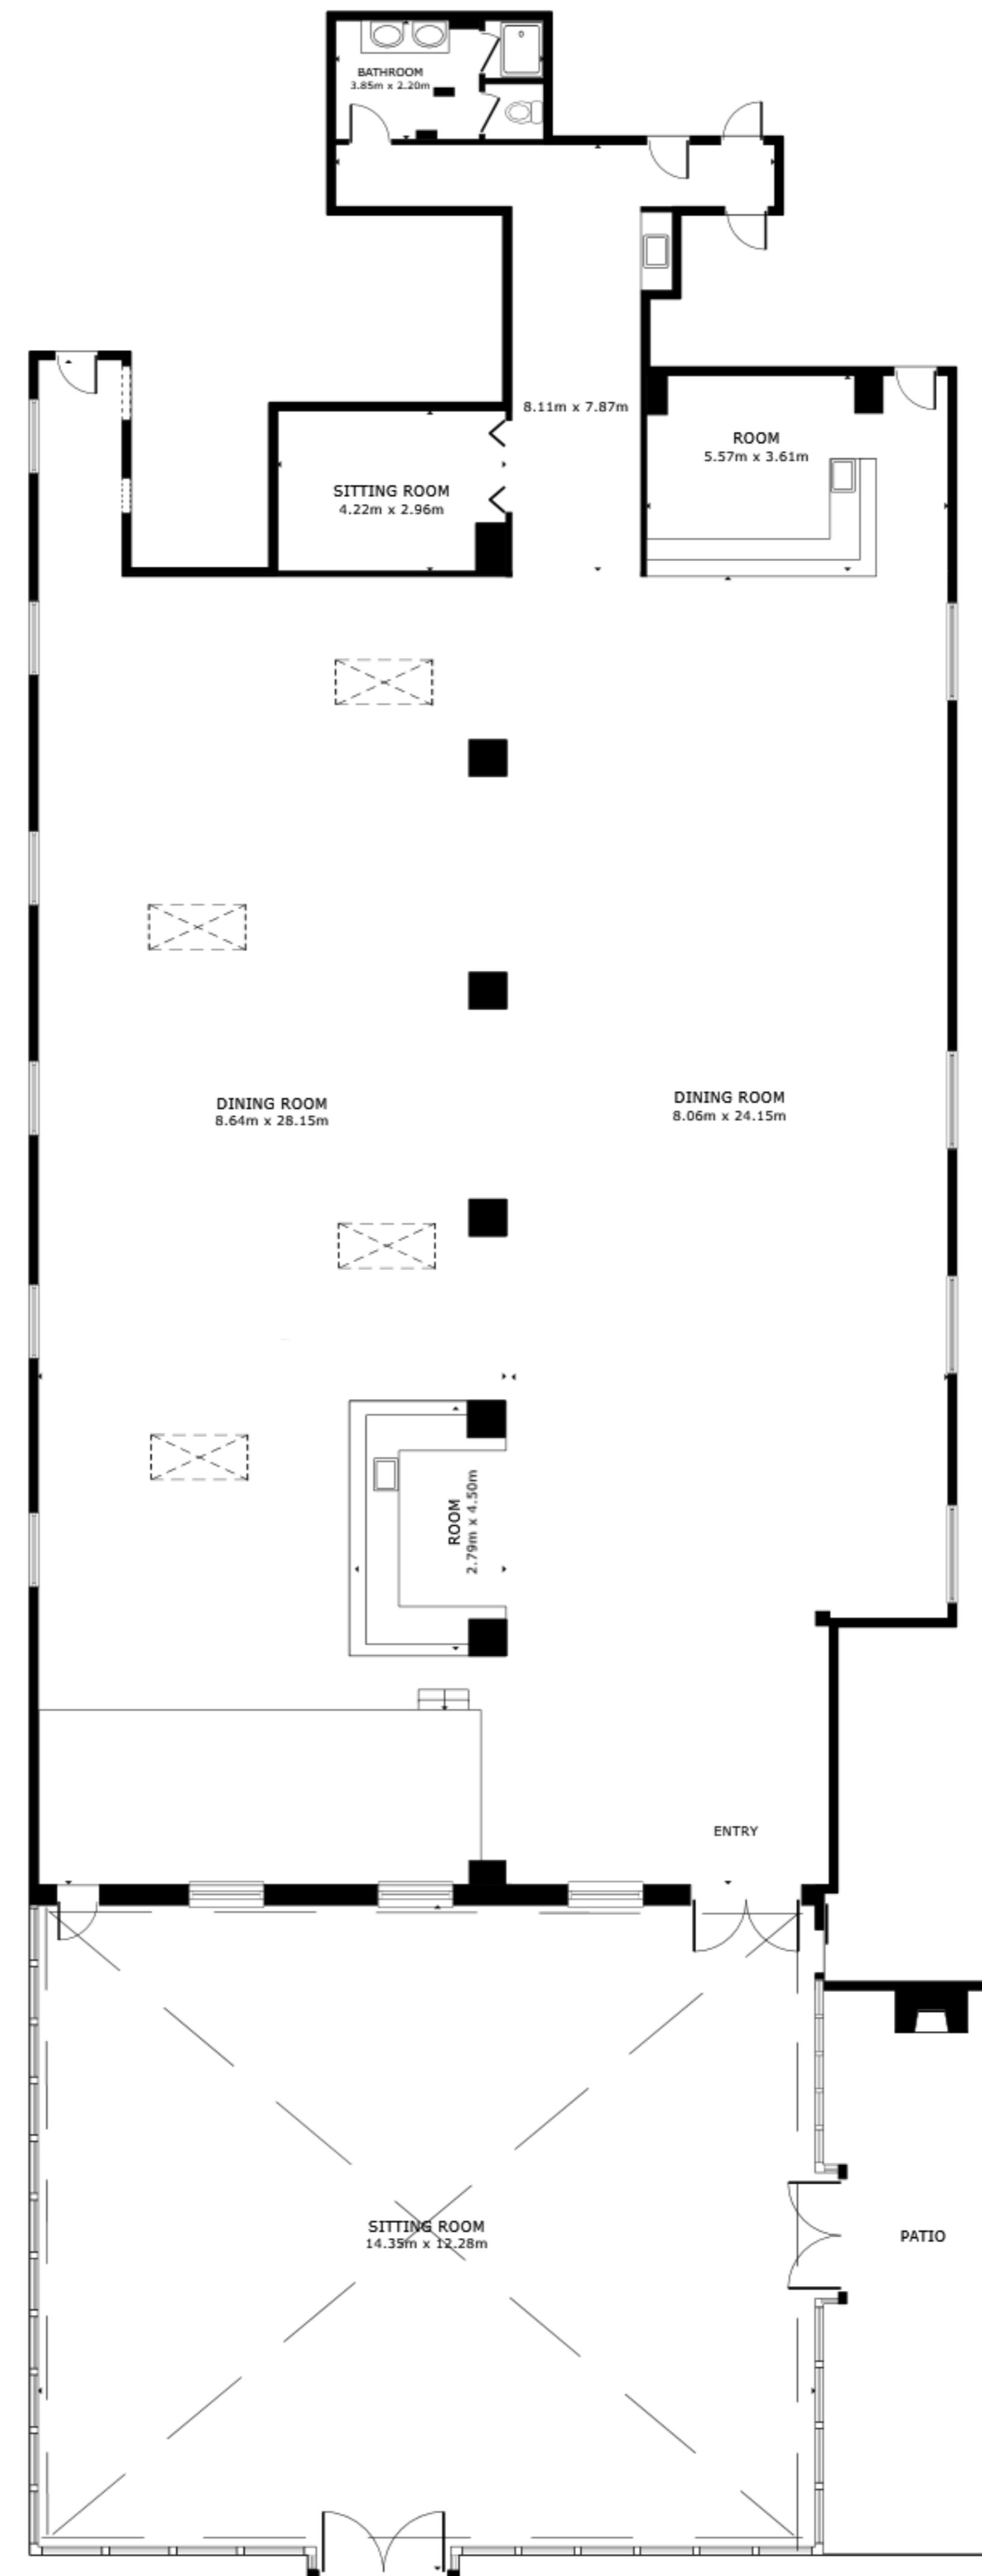 BATHROOM
3.85m x 2.20m
8.11m x 7.87m
ROOM
5.57m x 3.61m
SITTING ROOM
4.22m x 2.96m
DINING ROOM
8.64m x 28.15m
DINING ROOM
8.06m x 24.15m
ROOM
2.79m x 4.50m
ENTRY
SITTING ROOM
14.35m x 12.28m
PATIO